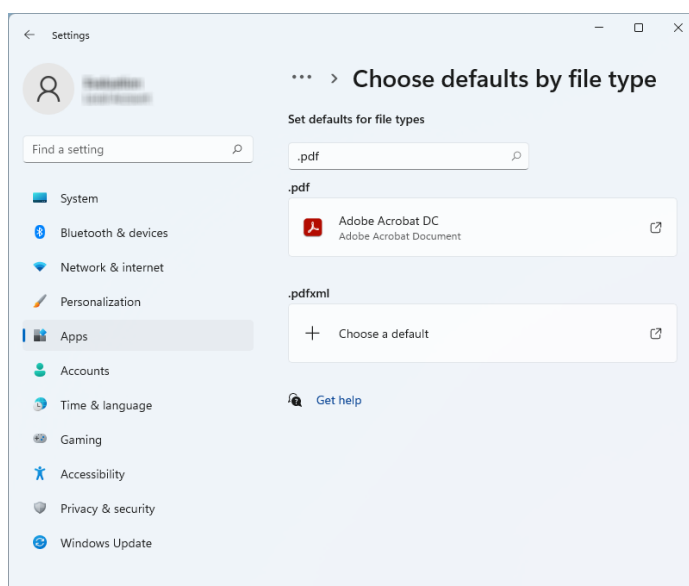 Settings
Choose defaults by file type
Set defaults for file types
Find a setting
.pdf
.pdf
System
Adobe Acrobat DC
Adobe Acrobat Document
Bluetooth & devices
Network & internet
.pdfxml
Personalization
Apps
Choose a default
Accounts
Get help
Time & language
Gaming
Accessibility
Privacy & security
Windows Update